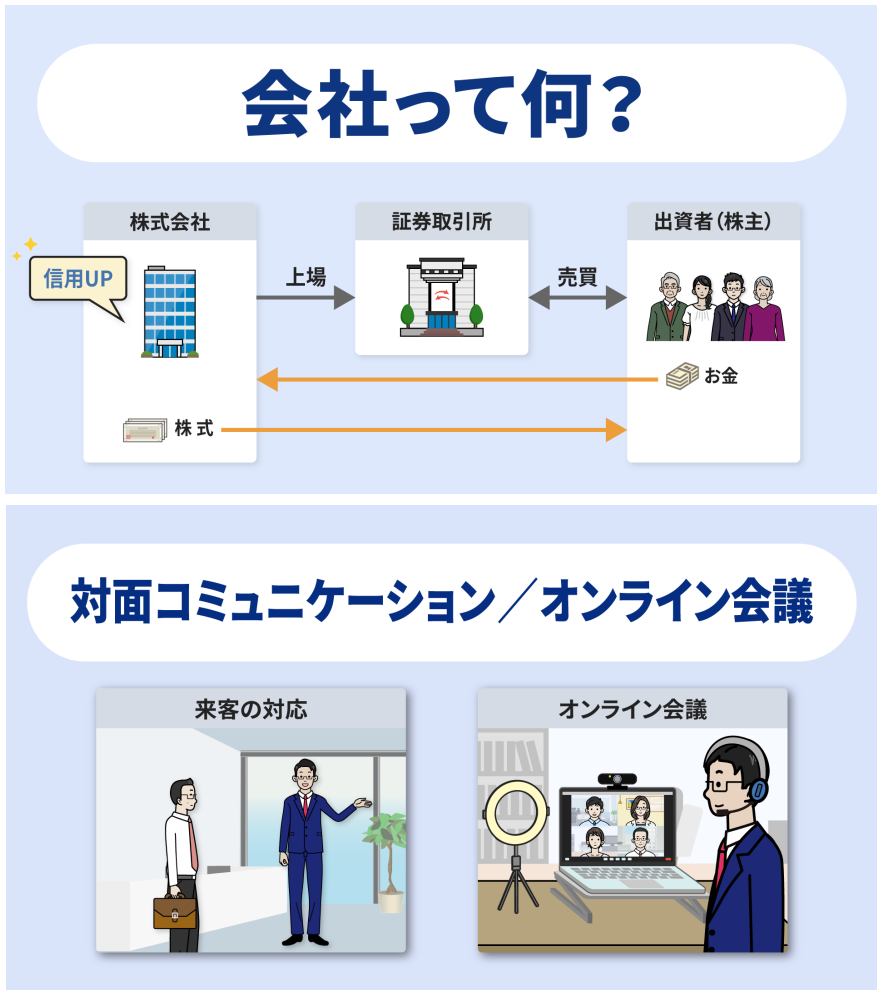 会社って何？
株式会社
証券取引所
出資者（株主）
信用UP
上場
売買
お金
株 式
対面コミュニケーション／オンライン会議
来客の対応
オンライン会議